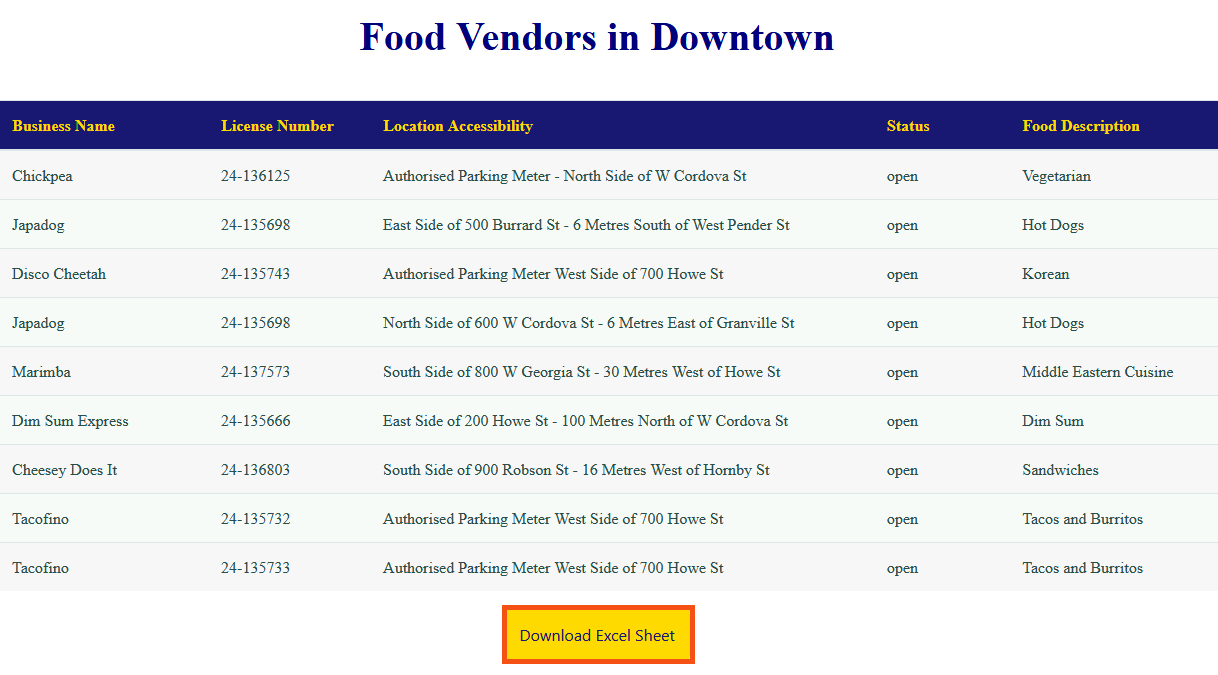 Food Vendors in Downtown
Business Name License Number Location Accessibility Status Food Description
Chickpea 24-136125 Authorised Parking Meter - North Side of W Cordova St open Vegetarian
Japadog 24-135698 East Side of 500 Burrard St - 6 Metres South of West Pender St open Hot Dogs
Disco Cheetah 24-135743 Authorised Parking Meter West Side of 700 Howe St open Korean
Japadog 24-135698 North Side of 600 W Cordova St - 6 Metres East of Granville St open Hot Dogs
Marimba 24-137573 South Side of 800 W Georgia St - 30 Metres West of Howe St open Middle Eastern Cuisine
Dim Sum Express 24-135666 East Side of 200 Howe St - 100 Metres North of W Cordova St open Dim Sum
Cheesey Does It 24-136803 South Side of 900 Robson St - 16 Metres West of Hornby St open Sandwiches
Tacofino 24-135732 Authorised Parking Meter West Side of 700 Howe St open Tacos and Burritos
Tacofino 24-135733 Authorised Parking Meter West Side of 700 Howe St open Tacos and Burritos
Download Excel Sheet